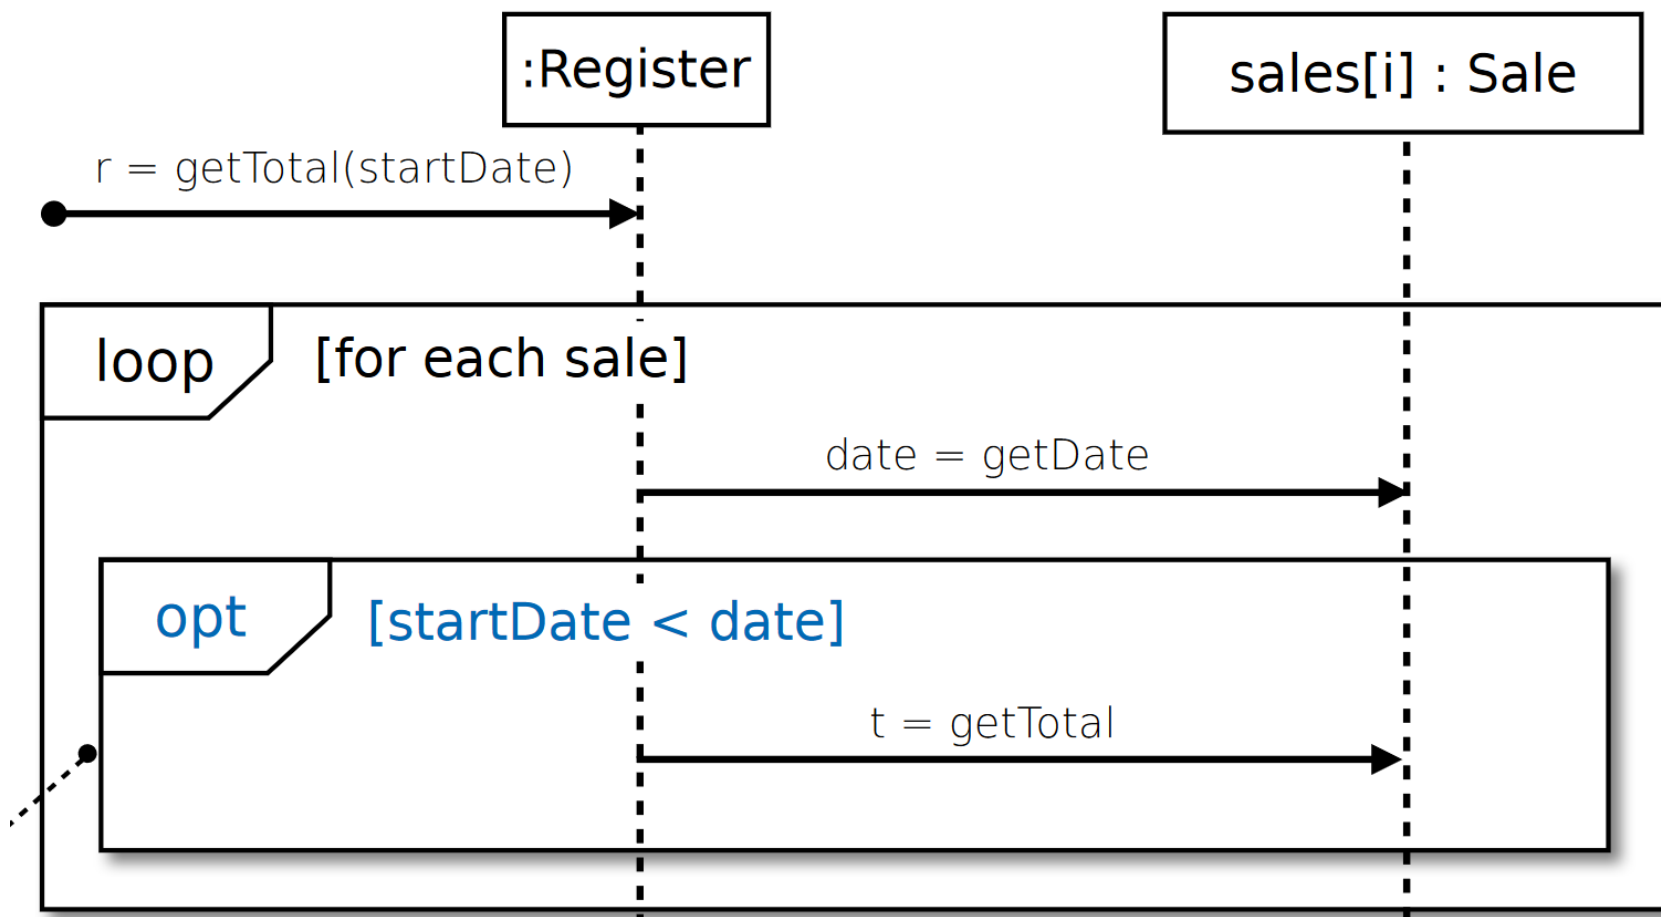 :Register
sales[i] : Sale
r = getTotal(startDate)
loop
[for each sale]
date = getDate
opt
[startDate < date]
t = getTotal